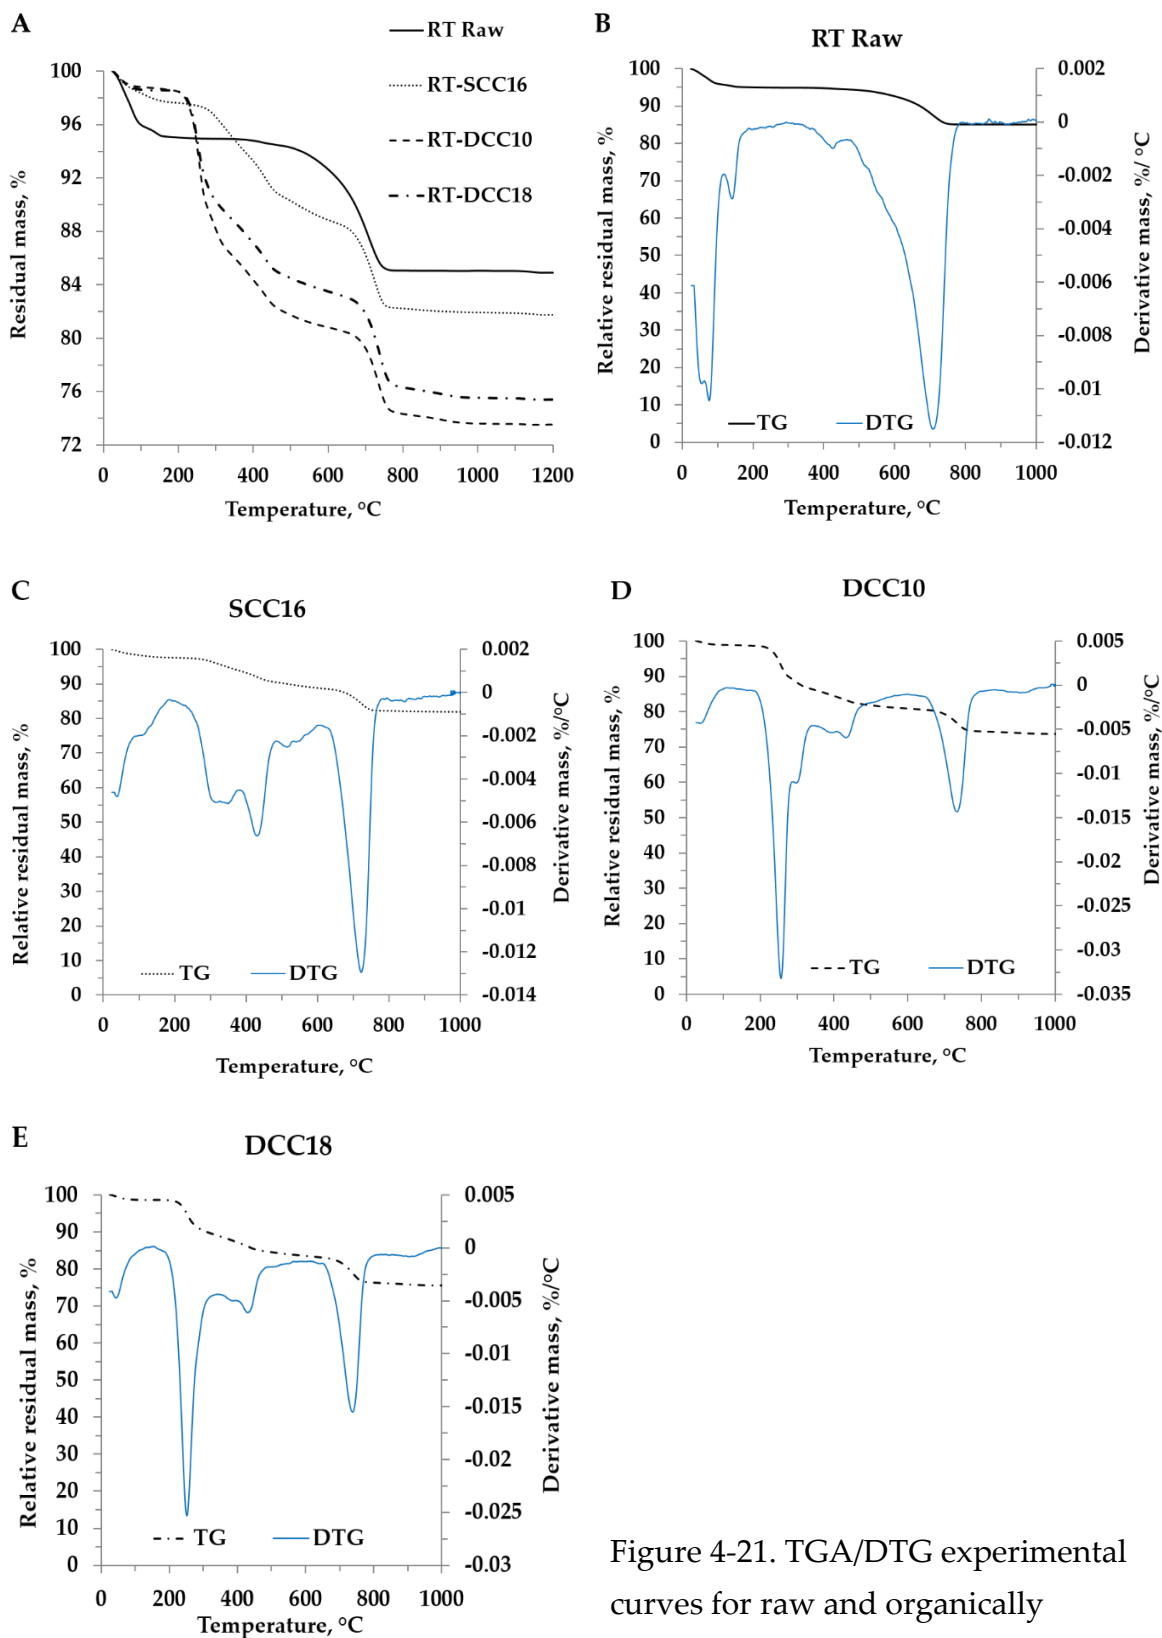 A
RT Raw
RT-SCC16
RT-DCC10
RT-DCC18
100
96
92
88
84
80
76
72
Residual mass, %
0 200 400 600 800 1000 1200
Temperature, °C
B
RT Raw
100
90
80
70
60
50
40
30
20
10
0
Relative residual mass, %
0.002
0
-0.002
-0.004
-0.006
-0.008
-0.01
-0.012
Derivative mass, %/ °C
TG DTG
0 200 400 600 800 1000
Temperature, °C
C
SCC16
100
90
80
70
60
50
40
30
20
10
0
Relative residual mass, %
0.002
0
-0.002
-0.004
-0.006
-0.008
-0.01
-0.012
-0.014
Derivative mass, %/°C
TG DTG
0 200 400 600 800 1000
Temperature, °C
D
DCC10
100
90
80
70
60
50
40
30
20
10
0
Relative residual mass, %
0.005
0
-0.005
-0.01
-0.015
-0.02
-0.025
-0.03
-0.035
Derivative mass, %/°C
TG DTG
0 200 400 600 800 1000
Temperature, °C
E
DCC18
100
90
80
70
60
50
40
30
20
10
0
Relative residual mass, %
0.005
0
-0.005
-0.01
-0.015
-0.02
-0.025
-0.03
Derivative mass, %/°C
TG DTG
0 200 400 600 800 1000
Temperature, °C
Figure 4-21. TGA/DTG experimental
curves for raw and organically